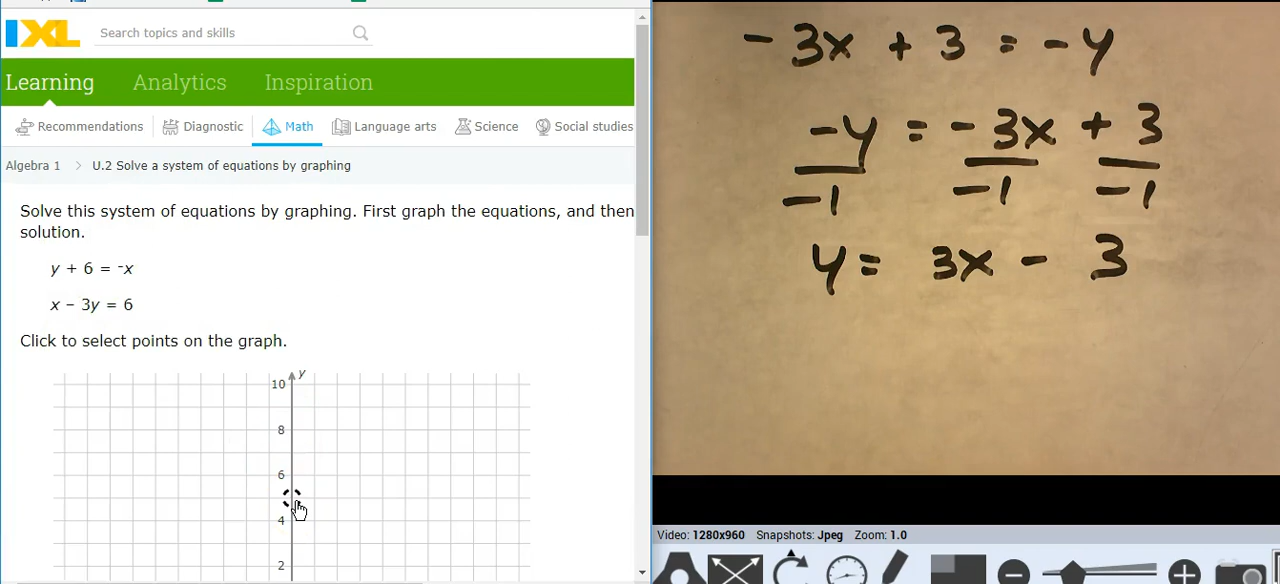 IXL
Search topics and skills
Learning Analytics Inspiration
Recommendations Diagnostic Math Language arts Science Social studies
Algebra 1 > U.2 Solve a system of equations by graphing
Solve this system of equations by graphing. First graph the equations, and then
solution.
y + 6 = -x
x - 3y = 6
Click to select points on the graph.
y
10
8
6
4
2
- 3x + 3 = - y
-y = - 3x + 3
-1 -1 -1
y = 3x - 3
Video: 1280x960 Snapshots: Jpeg Zoom: 1.0